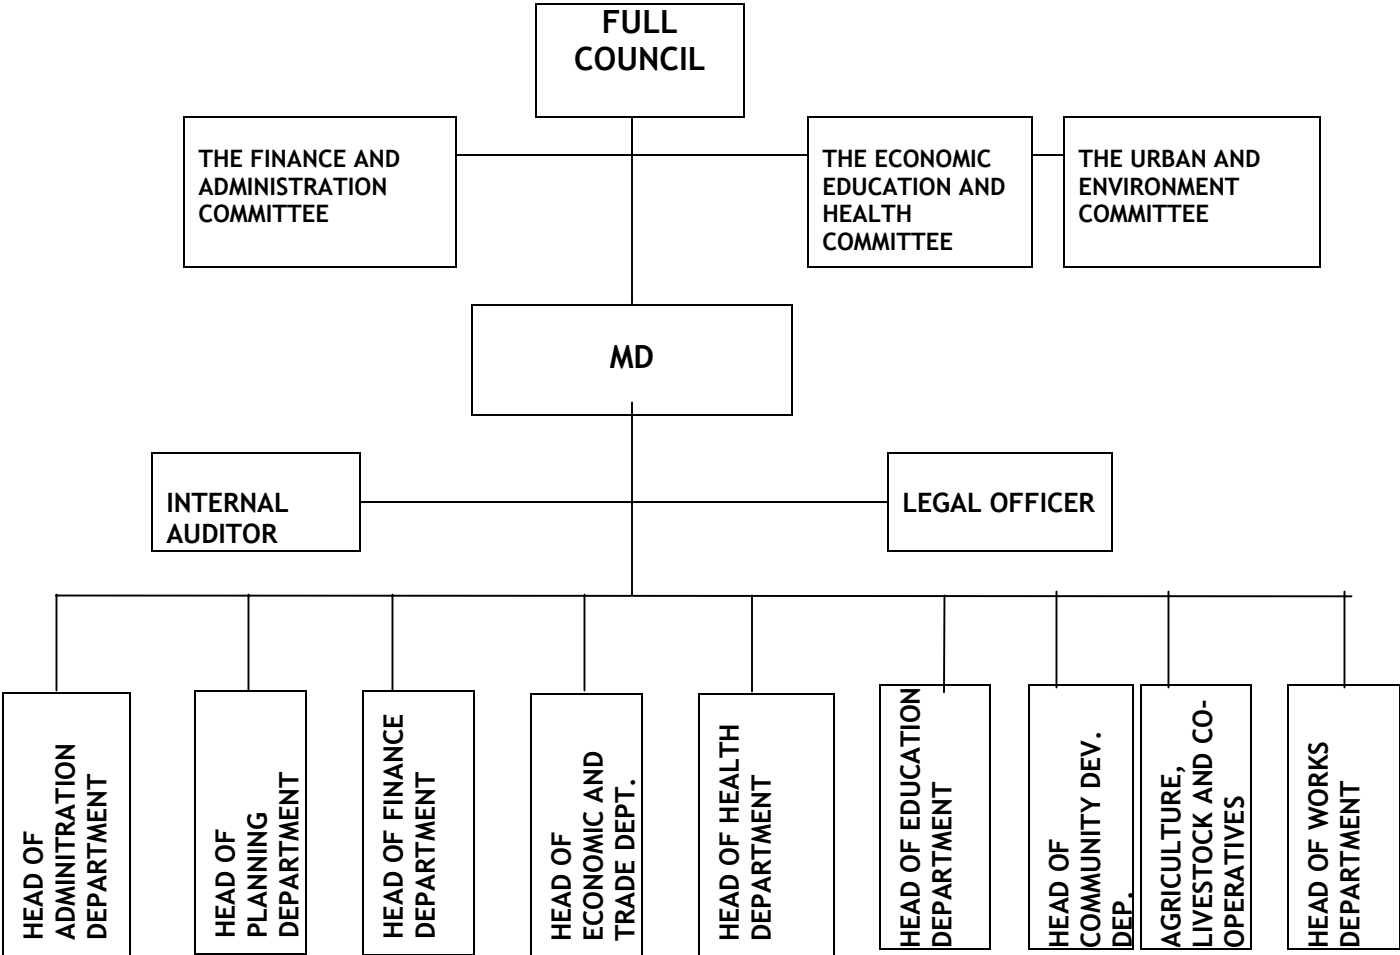 FULL
COUNCIL
THE FINANCE AND
ADMINISTRATION
COMMITTEE
THE ECONOMIC
EDUCATION AND
HEALTH
COMMITTEE
THE URBAN AND
ENVIRONMENT
COMMITTEE
MD
INTERNAL
AUDITOR
LEGAL OFFICER
HEAD OF
ADMINITRATION
DEPARTMENT
HEAD OF
PLANNING
DEPARTMENT
HEAD OF FINANCE
DEPARTMENT
HEAD OF
ECONOMIC AND
TRADE DEPT.
HEAD OF HEALTH
DEPARTMENT
HEAD OF EDUCATION
DEPARTMENT
HEAD OF
COMMUNITY DEV.
DEP.
AGRICULTURE,
LIVESTOCK AND CO-
OPERATIVES
HEAD OF WORKS
DEPARTMENT